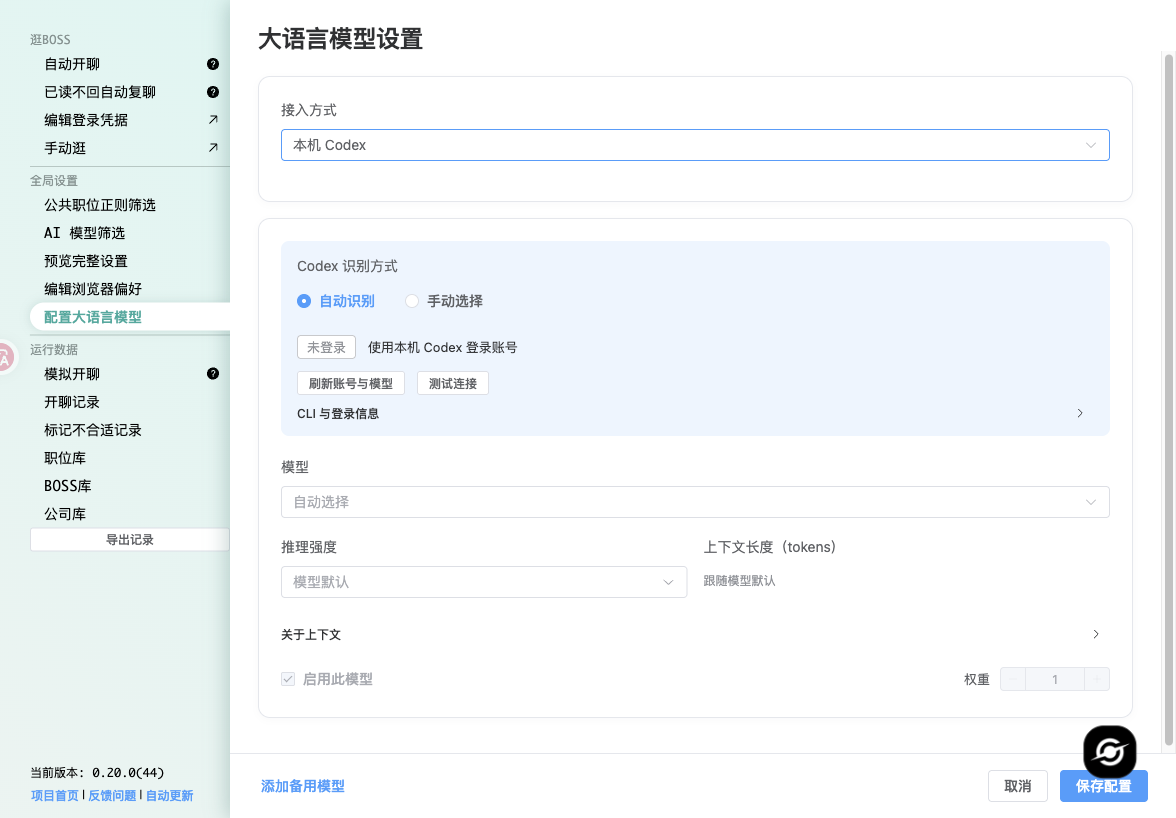 逛BOSS
自动开聊
已读不回自动复聊
编辑登录凭据
手动逛
全局设置
公共职位正则筛选
AI 模型筛选
预览完整设置
编辑浏览器偏好
配置大语言模型
运行数据
模拟开聊
开聊记录
标记不合适记录
职位库
BOSS库
公司库
导出记录
当前版本: 0.20.0(44)
项目首页 | 反馈问题 | 自动更新
大语言模型设置
接入方式
本机 Codex
Codex 识别方式
自动识别 手动选择
未登录 使用本机 Codex 登录账号
刷新账号与模型 测试连接
CLI 与登录信息
模型
自动选择
推理强度 上下文长度（tokens）
模型默认 跟随模型默认
关于上下文
启用此模型 权重 1
添加备用模型 取消 保存配置